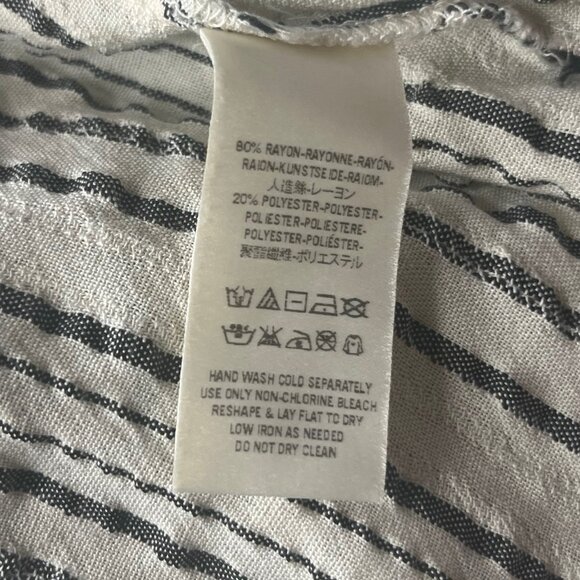 80% RAYON-RAYONNE-RAYÓN-
RAION-KUNSTSEIDE-RAIOM-
人造絲-レーヨン
20% POLYESTER-POLYESTER-
POLIESTER-POLIESTERE-
POLYESTER-POLIÉSTER-
聚酯纖維-ポリエステル
HAND WASH COLD SEPARATELY
USE ONLY NON-CHLORINE BLEACH
RESHAPE & LAY FLAT TO DRY
LOW IRON AS NEEDED
DO NOT DRY CLEAN